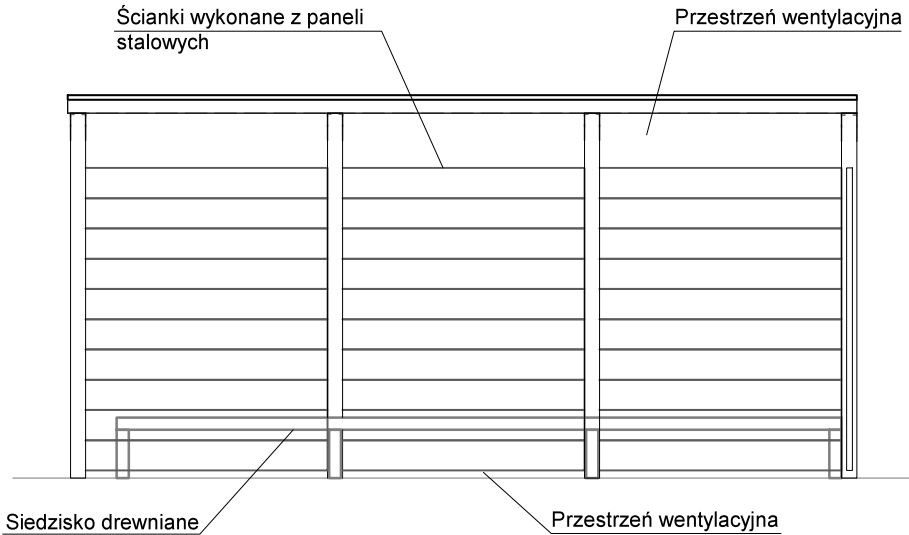 Ścianki wykonane z paneli
stalowych
Przestrzeń wentylacyjna
Siedzisko drewniane
Przestrzeń wentylacyjna